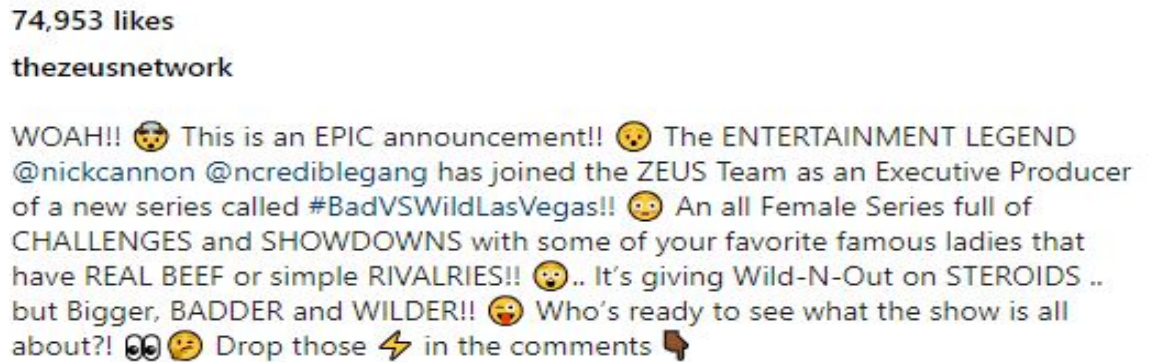 74,953 likes
thezeusnetwork
WOAH!! 🤯 This is an EPIC announcement!! 😯 The ENTERTAINMENT LEGEND
@nickcannon @ncrediblegang has joined the ZEUS Team as an Executive Producer
of a new series called #BadVSWildLasVegas!! 😳 An all Female Series full of
CHALLENGES and SHOWDOWNS with some of your favorite famous ladies that
have REAL BEEF or simple RIVALRIES!! 😲.. It's giving Wild-N-Out on STEROIDS ..
but Bigger, BADDER and WILDER!! 😜 Who's ready to see what the show is all
about?! 👀🤔 Drop those ⚡ in the comments 👇🏿